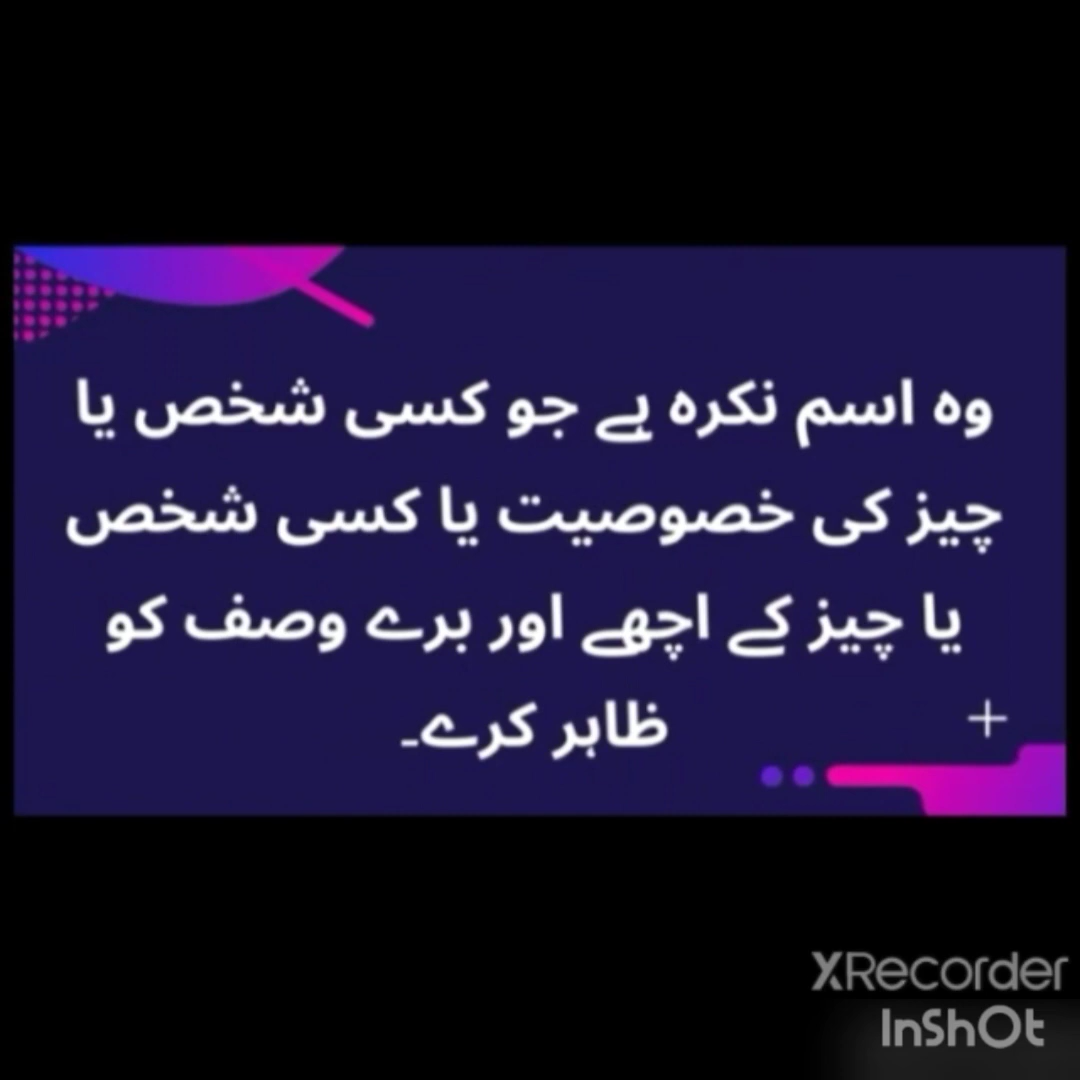 وہ اسم نکرہ ہے جو کسی شخص یا
چیز کی خصوصیت یا کسی شخص
یا چیز کے اچھے اور برے وصف کو
ظاہر کرے۔
XRecorder
InShOt